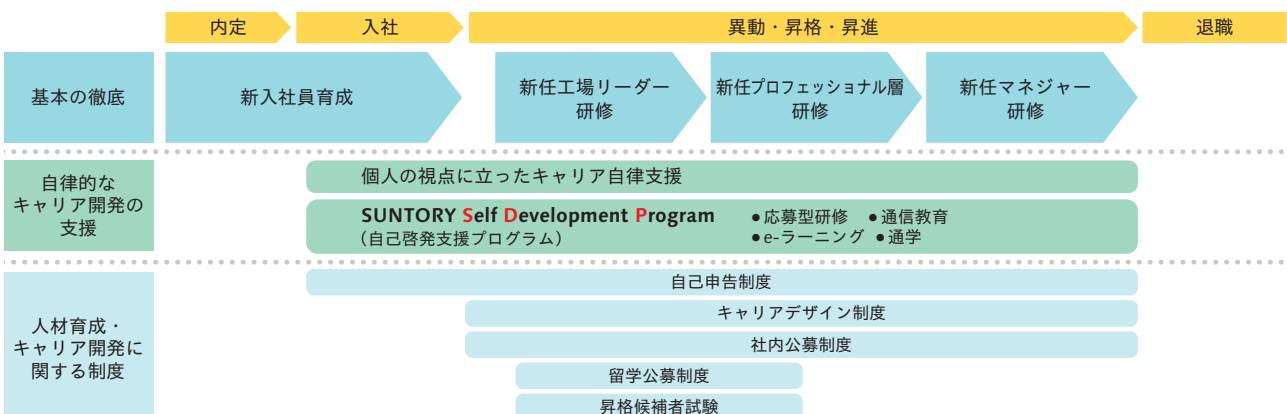 内定
入社
異動・昇格・昇進
退職
基本の徹底
新入社員育成
新任工場リーダー
研修
新任プロフェッショナル層
研修
新任マネジャー
研修
自律的な
キャリア開発の
支援
個人の視点に立ったキャリア自律支援
SUNTORY Self Development Program
(自己啓発支援プログラム)
●応募型研修 ●通信教育
●e-ラーニング ●通学
人材育成・
キャリア開発に
関する制度
自己申告制度
キャリアデザイン制度
社内公募制度
留学公募制度
昇格候補者試験